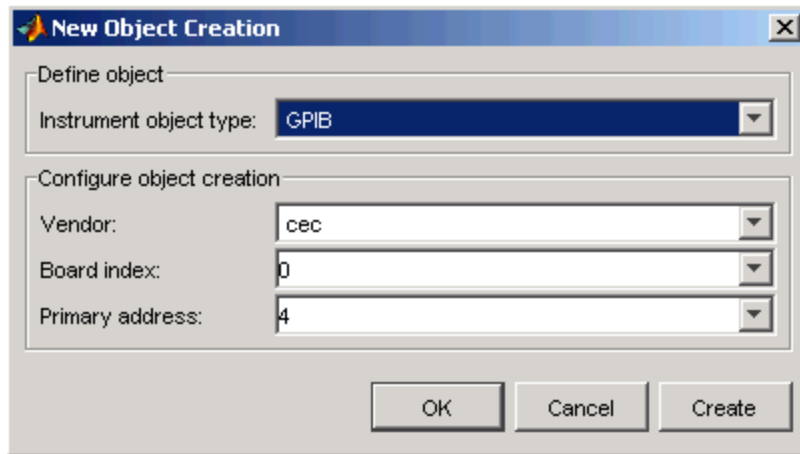 New Object Creation
Define object
Instrument object type: GPIB
Configure object creation
Vendor: cec
Board index: 0
Primary address: 4
OK Cancel Create